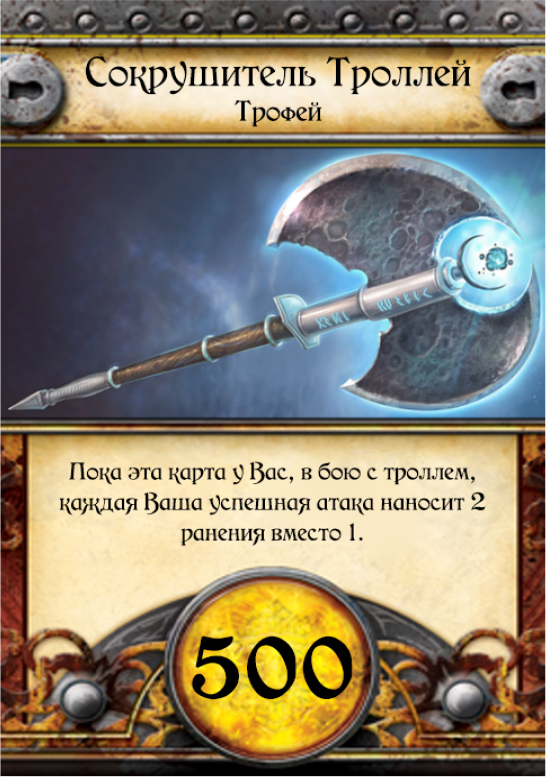 Сокрушитель Троллей
Трофей
Пока эта карта у Вас, в бою с троллем,
каждая Ваша успешная атака наносит 2
ранения вместо 1.
500